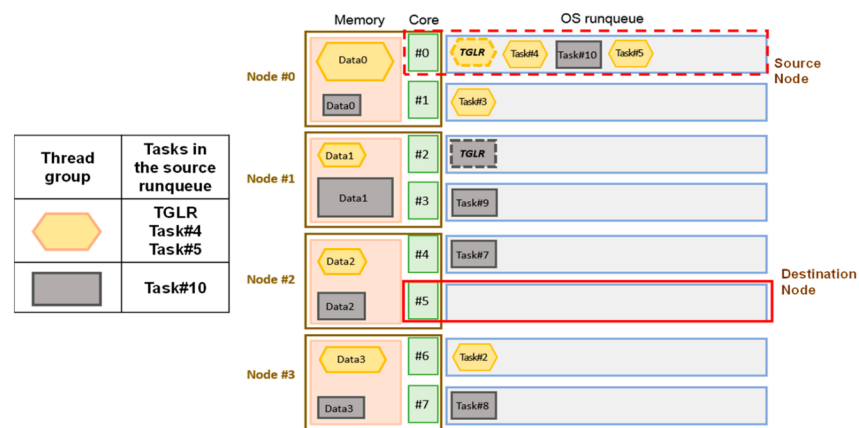 Memory Core OS runqueue
Node #0
Data0
Data0
#0
TGLR Task#4 Task#10 Task#5
Source
Node
#1
Task#3
Thread
group
Tasks in
the source
runqueue
TGLR
Task#4
Task#5
Task#10
Node #1
Data1
Data1
#2
TGLR
#3
Task#9
Node #2
Data2
Data2
#4
Task#7
#5
Destination
Node
Node #3
Data3
Data3
#6
Task#2
#7
Task#8